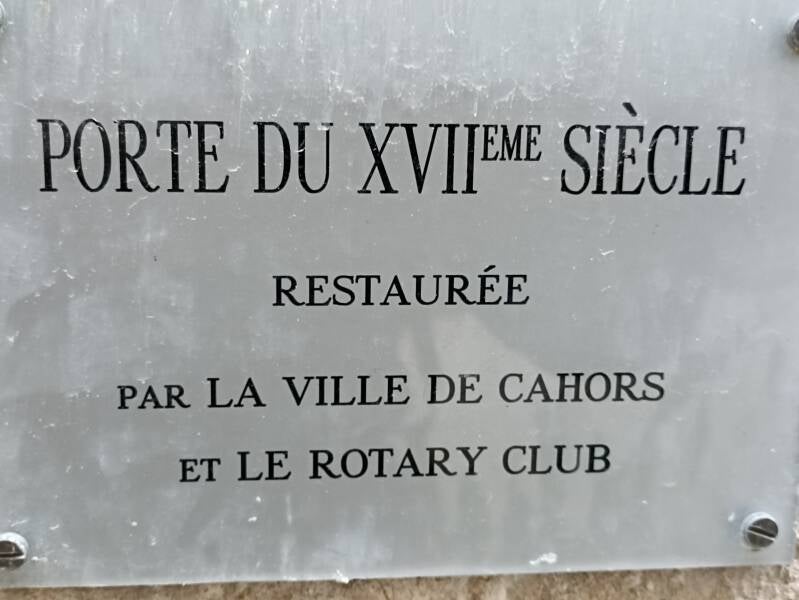 PORTE DU XVIIEME SIÈCLE
RESTAURÉE
PAR LA VILLE DE CAHORS
ET LE ROTARY CLUB